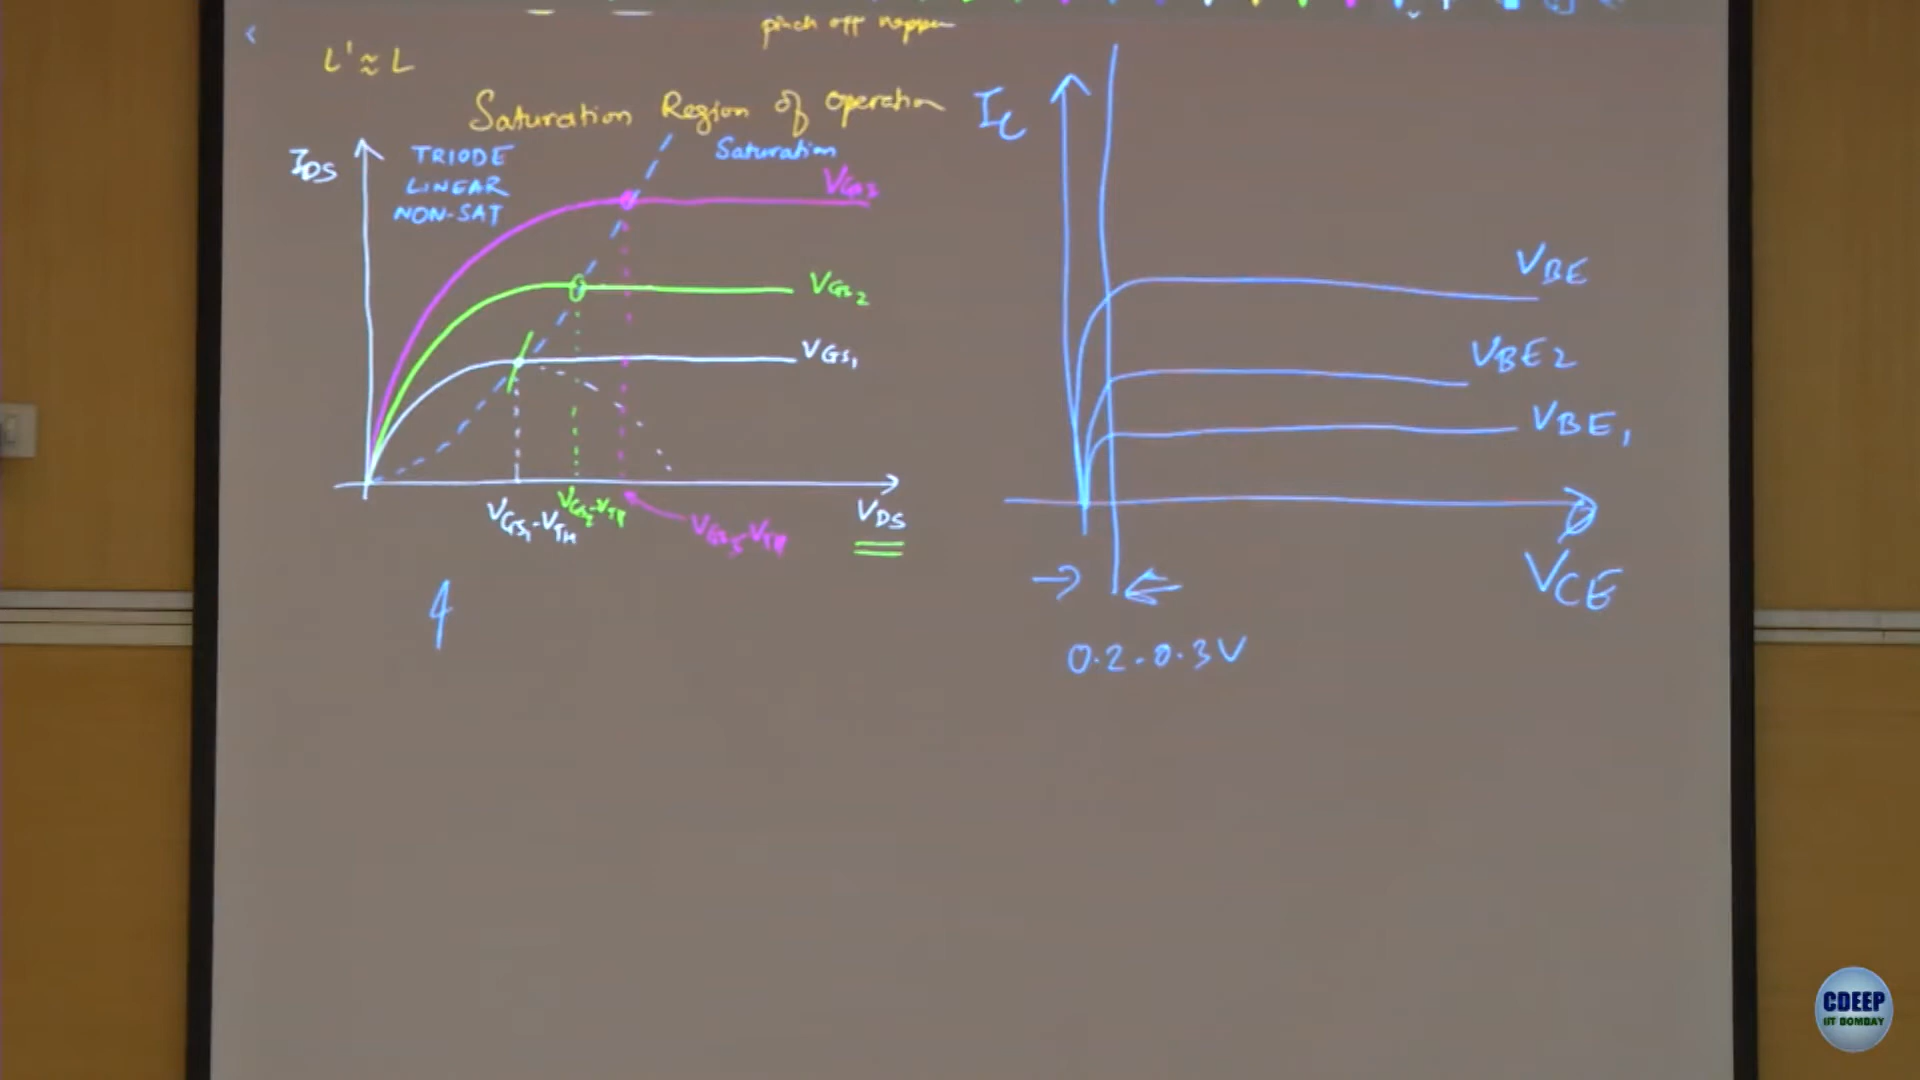 pinch off happen
L' ≈ L
Saturation Region of operation
I_DS
TRIODE
LINEAR
NON-SAT
Saturation
V_GS3
V_GS2
V_GS1
V_GS1-V_TH
V_GS2-V_TH
V_GS3-V_TH
V_DS
I_C
V_BE
V_BE2
V_BE1
V_CE
0.2-0.3V
CDEEP
IIT BOMBAY